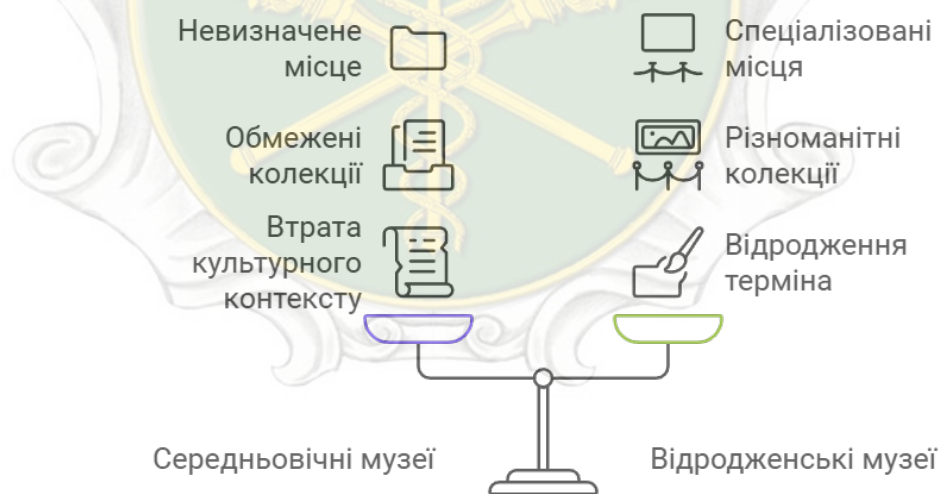 Невизначене
місце
Обмежені
колекції
Втрата
культурного
контексту
Спеціалізовані
місця
Різноманітні
колекції
Відродження
терміна
Середньовічні музеї
Відродженські музеї